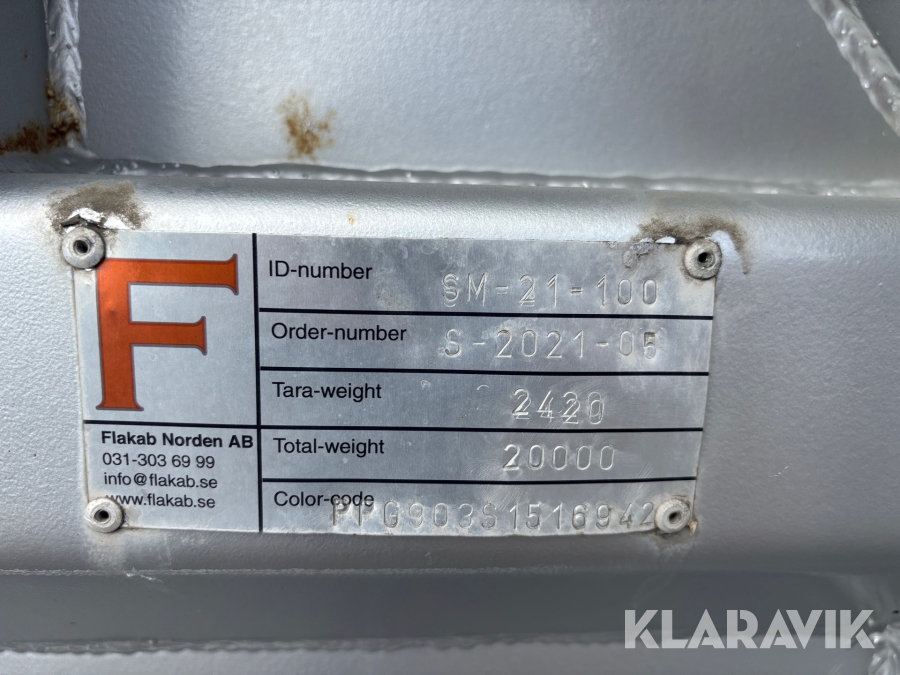 F
ID-number SM-21-100
Order-number S-2021-05
Tara-weight 2420
Total-weight 20000
Color-code PPG903S1516942
Flakab Norden AB
031-303 69 99
info@flakab.se
www.flakab.se
KLARAVIK